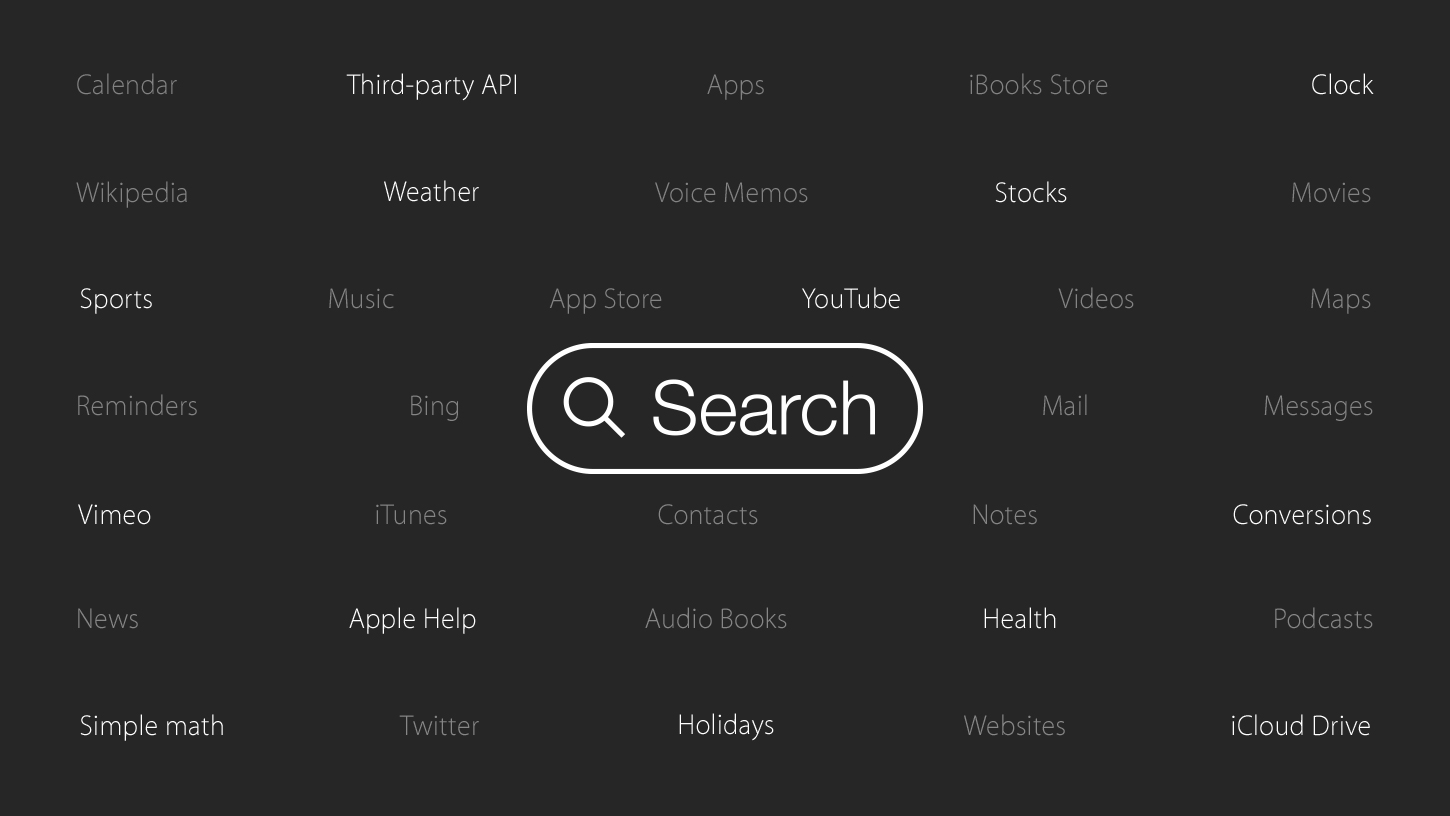 Calendar Third-party API Apps iBooks Store Clock
Wikipedia Weather Voice Memos Stocks Movies
Sports Music App Store YouTube Videos Maps
Reminders Bing Search Mail Messages
Vimeo iTunes Contacts Notes Conversions
News Apple Help Audio Books Health Podcasts
Simple math Twitter Holidays Websites iCloud Drive